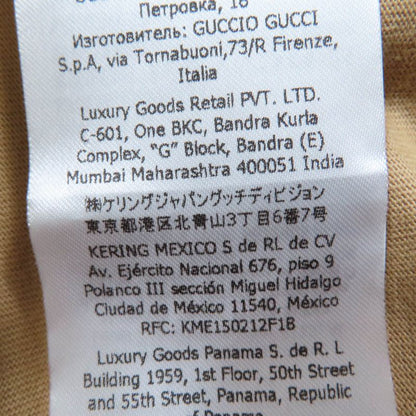 Петровка, 16
Изготовитель: GUCCIO GUCCI
S.p.A, via Tornabuoni,73/R Firenze,
Italia
Luxury Goods Retail PVT. LTD.
C-601, One BKC, Bandra Kurla
Complex, "G" Block, Bandra (E)
Mumbai Maharashtra 400051 India
㈱ケリングジャパングッチディビジョン
東京都港区北青山3丁目6番7号
KERING MEXICO S de RL de CV
Av. Ejército Nacional 676, piso 9
Polanco III sección Miguel Hidalgo
Ciudad de México 11540, México
RFC: KME150212F1B
Luxury Goods Panama S. de R. L
Building 1959, 1st Floor, 50th Street
and 55th Street, Panama, Republic
of Panama